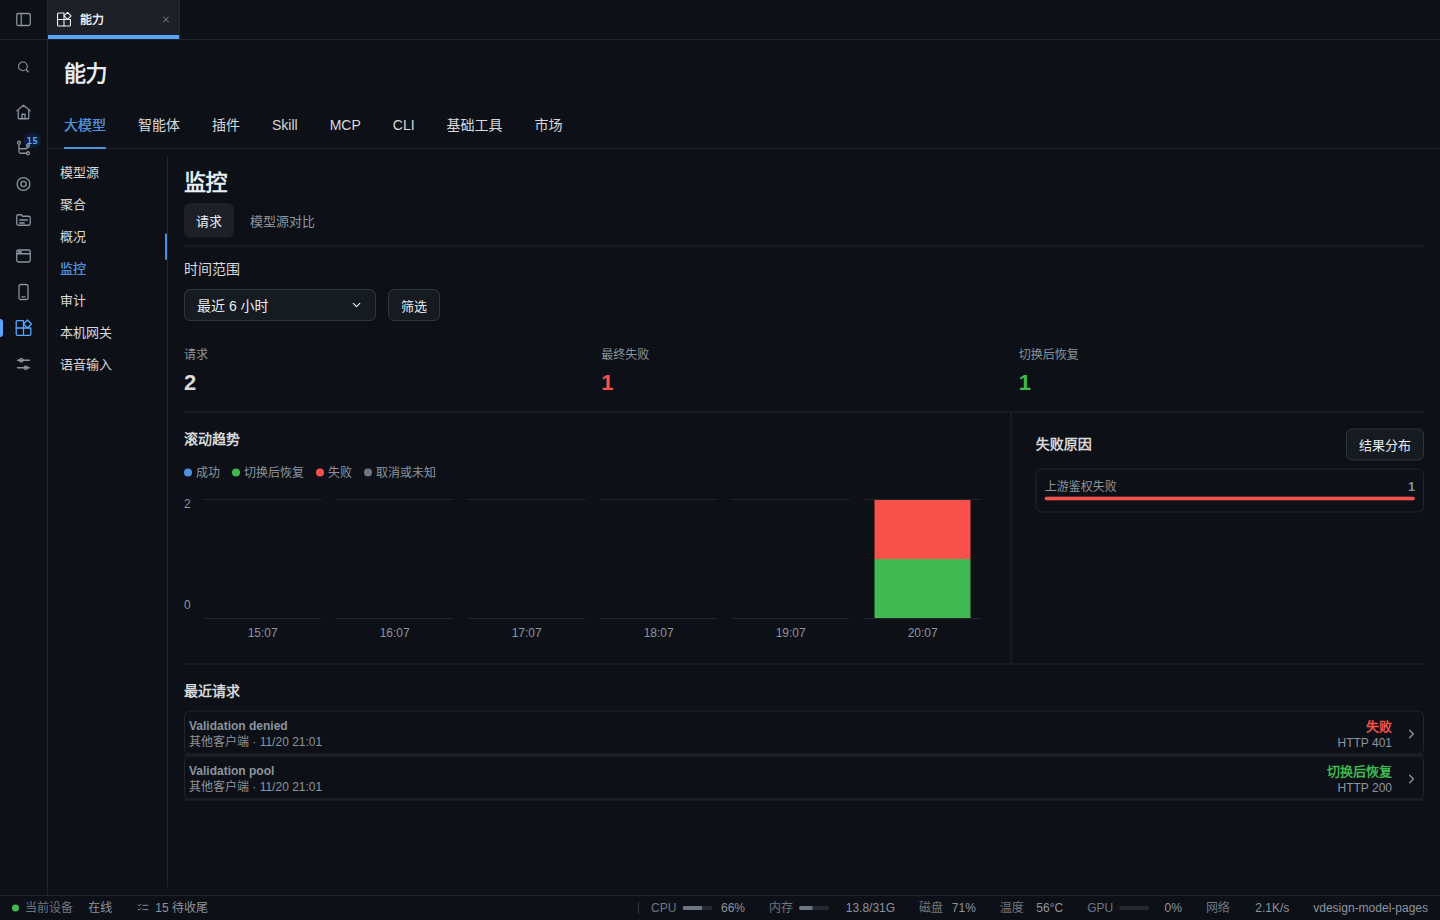 能力 ×
能力
大模型 智能体 插件 Skill MCP CLI 基础工具 市场
15
模型源
聚合
概况
监控
审计
本机网关
语音输入
监控
请求 模型源对比
时间范围
最近 6 小时 筛选
请求 最终失败 切换后恢复
2 1 1
滚动趋势
成功 切换后恢复 失败 取消或未知
2
0
15:07 16:07 17:07 18:07 19:07 20:07
失败原因 结果分布
上游鉴权失败 1
最近请求
Validation denied 失败
其他客户端 · 11/20 21:01 HTTP 401
Validation pool 切换后恢复
其他客户端 · 11/20 21:01 HTTP 200
当前设备 在线 15 待收尾 CPU 66% 内存 13.8/31G 磁盘 71% 温度 56°C GPU 0% 网络 2.1K/s vdesign-model-pages